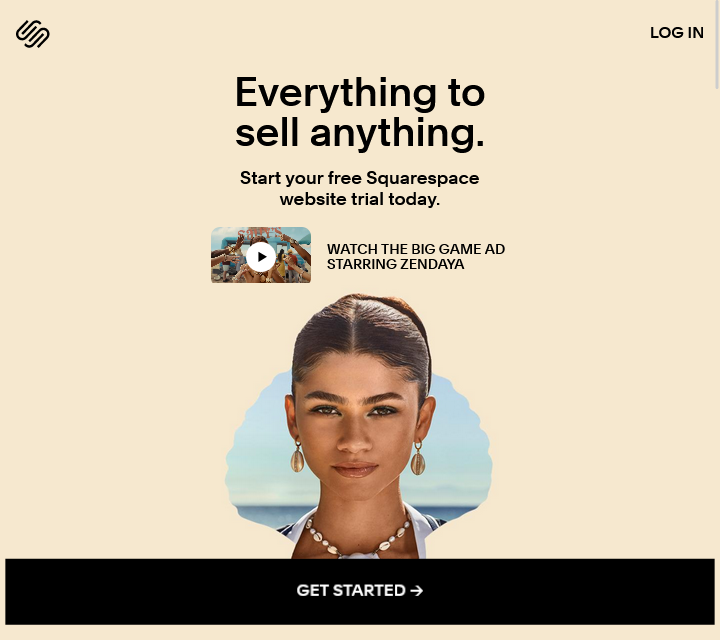 LOG IN
Everything to
sell anything.
Start your free Squarespace
website trial today.
WATCH THE BIG GAME AD
STARRING ZENDAYA
GET STARTED →